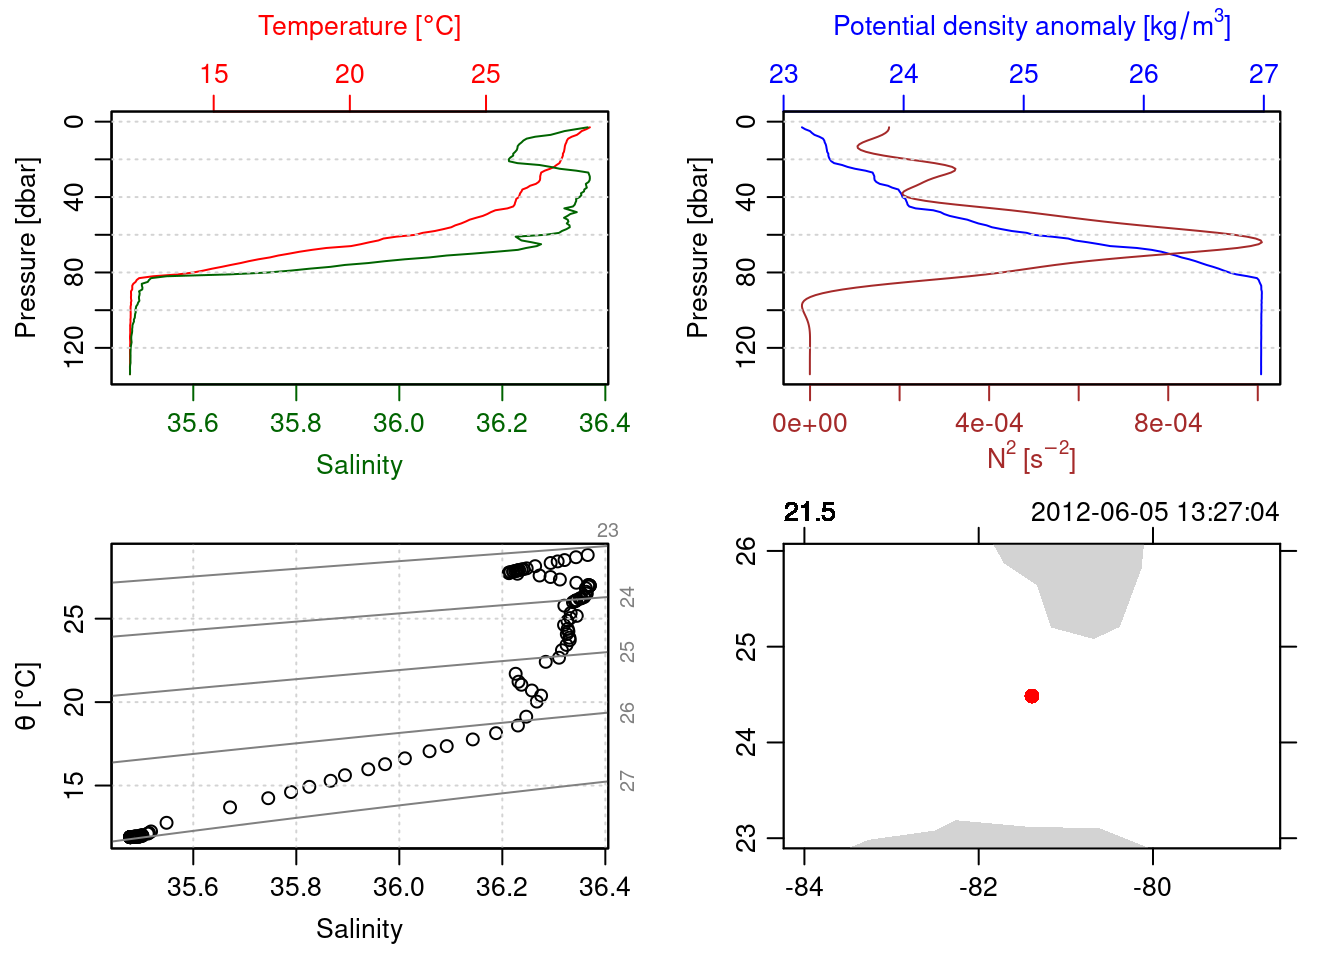 Temperature [°C]
15 20 25
0
40
80
120
Pressure [dbar]
35.6 35.8 36.0 36.2 36.4
Salinity
Potential density anomaly [kg/m³]
23 24 25 26 27
0
40
80
120
Pressure [dbar]
0e+00 4e-04 8e-04
N² [s⁻²]
23
24
25
26
27
25
20
15
θ [°C]
35.6 35.8 36.0 36.2 36.4
Salinity
21.5 2012-06-05 13:27:04
26
25
24
23
-84 -82 -80